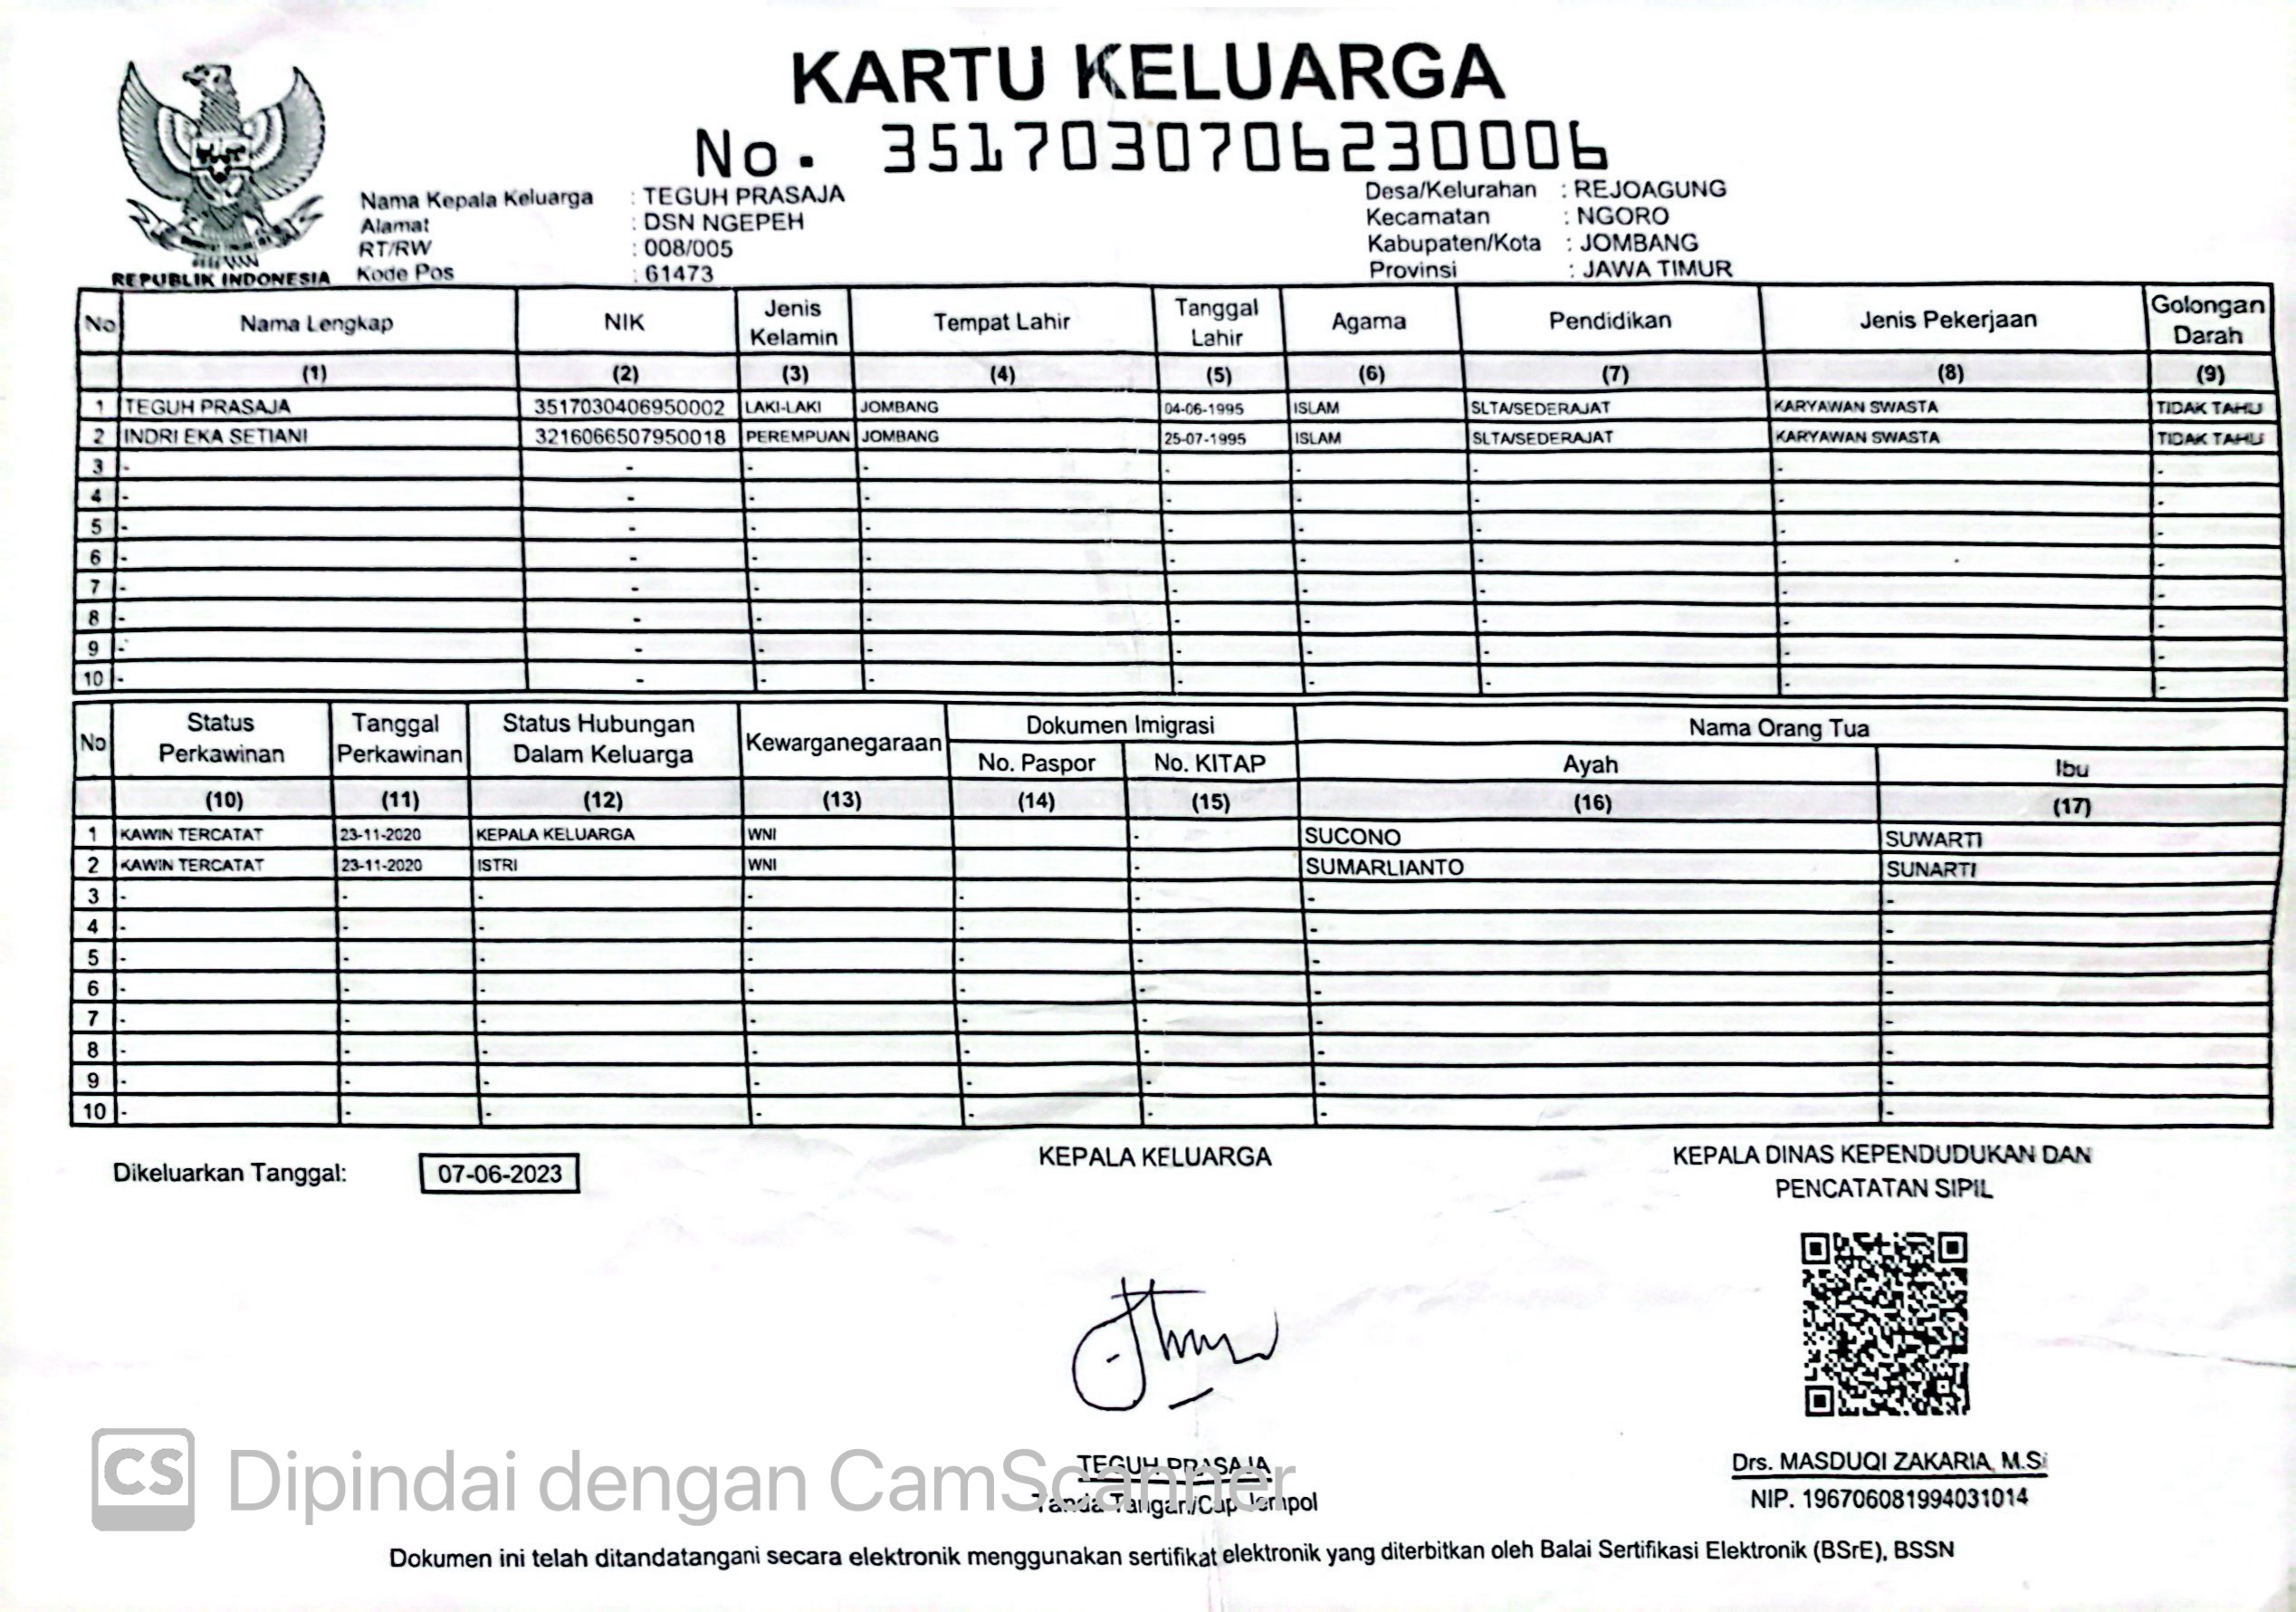 KARTU KELUARGA
No. 3517030706230006
REPUBLIK INDONESIA
Nama Kepala Keluarga : TEGUH PRASAJA
Alamat : DSN NGEPEH
RT/RW : 008/005
Kode Pos : 61473
Desa/Kelurahan : REJOAGUNG
Kecamatan : NGORO
Kabupaten/Kota : JOMBANG
Provinsi : JAWA TIMUR
No Nama Lengkap NIK Jenis Kelamin Tempat Lahir Tanggal Lahir Agama Pendidikan Jenis Pekerjaan Golongan Darah
(1) (2) (3) (4) (5) (6) (7) (8) (9)
1 TEGUH PRASAJA 3517030406950002 LAKI-LAKI JOMBANG 04-06-1995 ISLAM SLTA/SEDERAJAT KARYAWAN SWASTA TIDAK TAHU
2 INDRI EKA SETIANI 3216066507950018 PEREMPUAN JOMBANG 25-07-1995 ISLAM SLTA/SEDERAJAT KARYAWAN SWASTA TIDAK TAHU
3 - - - - - - - - -
4 - - - - - - - - -
5 - - - - - - - - -
6 - - - - - - - - -
7 - - - - - - - - -
8 - - - - - - - - -
9 - - - - - - - - -
10 - - - - - - - - -
No Status Perkawinan Tanggal Perkawinan Status Hubungan Dalam Keluarga Kewarganegaraan Dokumen Imigrasi Nama Orang Tua
No. Paspor No. KITAP Ayah Ibu
(10) (11) (12) (13) (14) (15) (16) (17)
1 KAWIN TERCATAT 23-11-2020 KEPALA KELUARGA WNI - SUCONO SUWARTI
2 KAWIN TERCATAT 23-11-2020 ISTRI WNI - SUMARLIANTO SUNARTI
3 - - - - - - - -
4 - - - - - - - -
5 - - - - - - - -
6 - - - - - - - -
7 - - - - - - - -
8 - - - - - - - -
9 - - - - - - - -
10 - - - - - - - -
Dikeluarkan Tanggal: 07-06-2023
KEPALA KELUARGA
TEGUH PRASAJA
Tanda Tangan/Cap Jempol
KEPALA DINAS KEPENDUDUKAN DAN
PENCATATAN SIPIL
Drs. MASDUQI ZAKARIA, M.Si
NIP. 196706081994031014
CS Dipindai dengan CamScanner
Dokumen ini telah ditandatangani secara elektronik menggunakan sertifikat elektronik yang diterbitkan oleh Balai Sertifikasi Elektronik (BSrE), BSSN